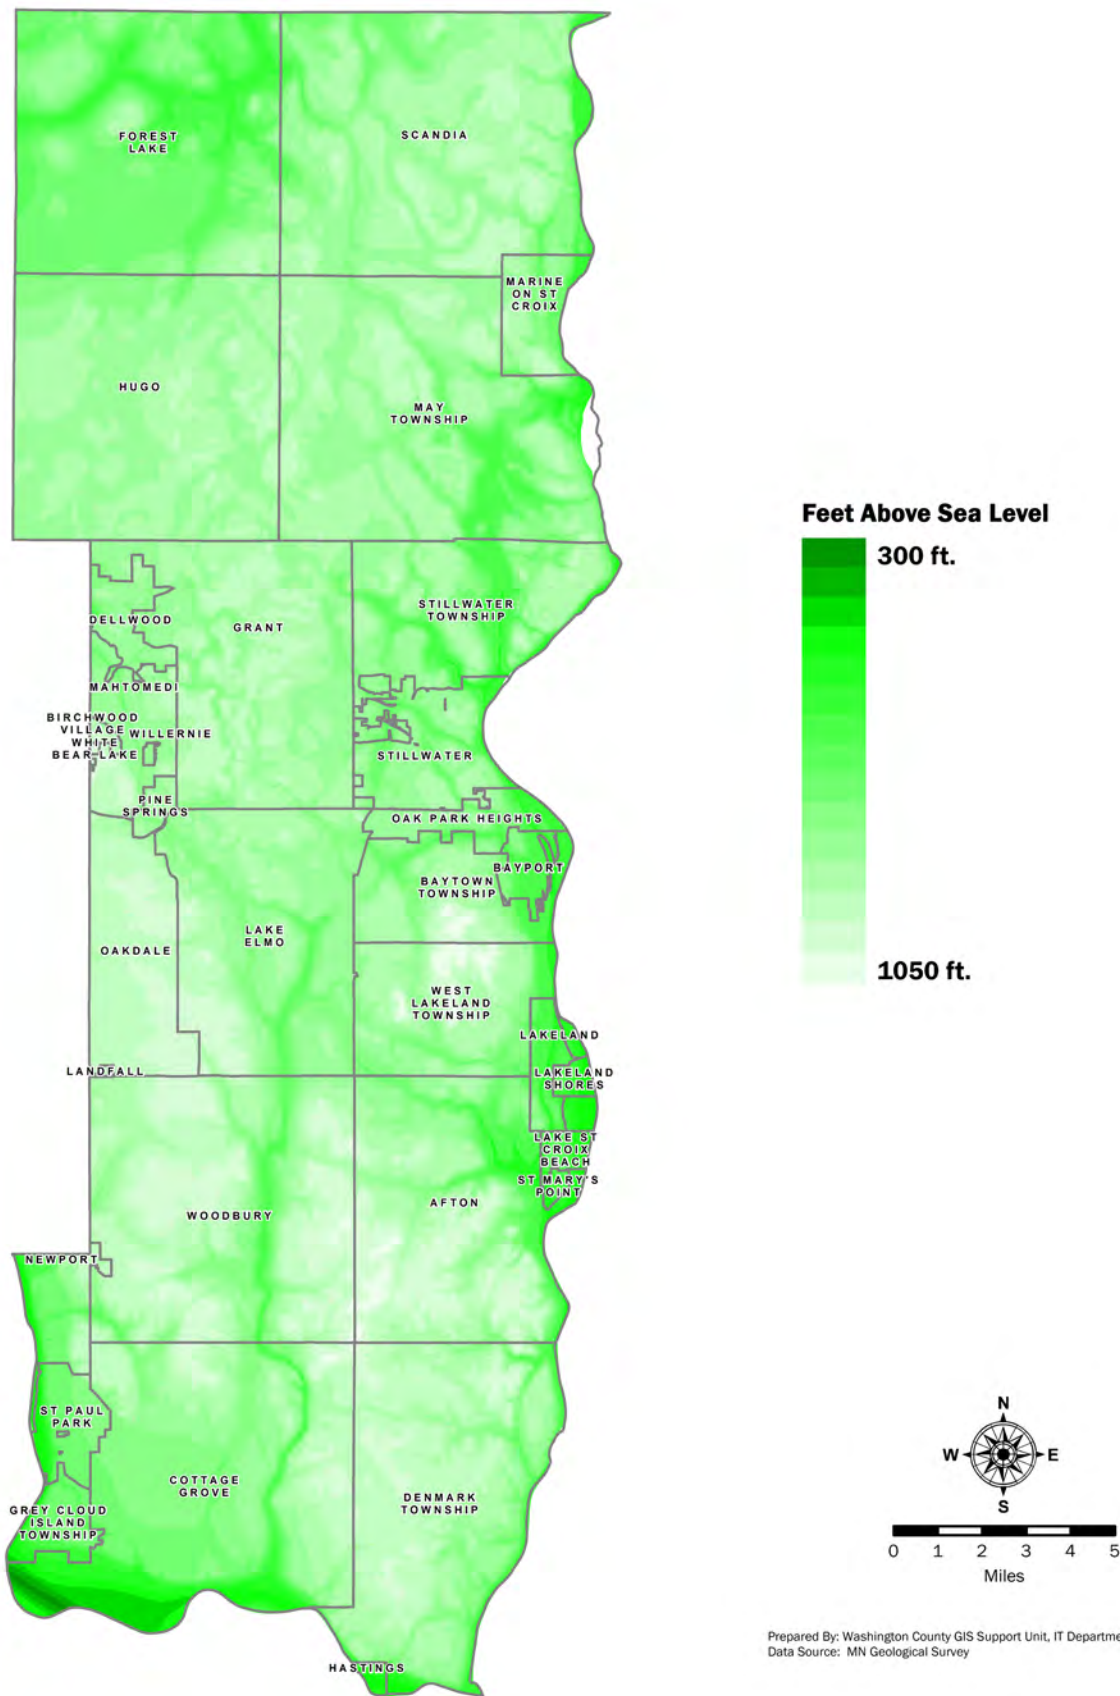 FOREST
LAKE
SCANDIA
MARINE
ON ST
CROIX
HUGO
MAY
TOWNSHIP
Feet Above Sea Level
300 ft.
1050 ft.
STILLWATER
TOWNSHIP
DELLWOOD
GRANT
MAHTOMEDI
BIRCHWOOD
VILLAGE
WILLERNIE
WHITE
BEAR LAKE
STILLWATER
PINE
SPRINGS
OAK PARK HEIGHTS
BAYPORT
BAYTOWN
TOWNSHIP
LAKE
ELMO
OAKDALE
WEST
LAKELAND
TOWNSHIP
LAKELAND
LANDFALL
LAKELAND
SHORES
LAKE ST
CROIX
BEACH
ST MARY'S
POINT
AFTON
WOODBURY
NEWPORT
ST PAUL
PARK
COTTAGE
GROVE
DENMARK
TOWNSHIP
GREY CLOUD
ISLAND
TOWNSHIP
HASTINGS
N
W E
S
0 1 2 3 4 5
Miles
Prepared By: Washington County GIS Support Unit, IT Departme
Data Source: MN Geological Survey